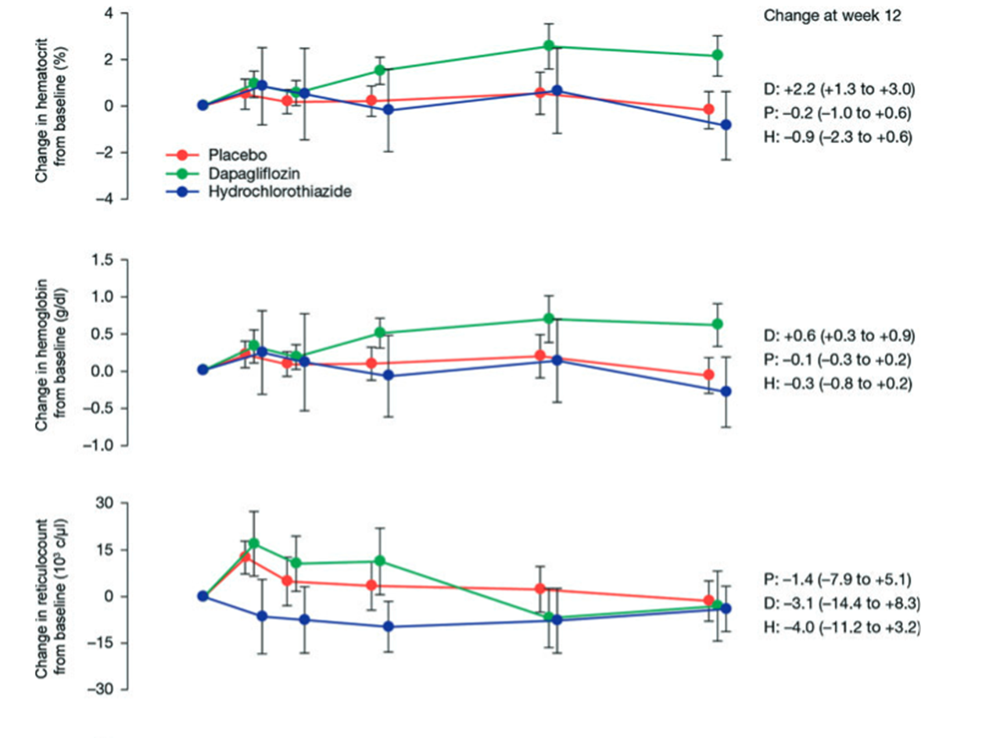 Change at week 12
Change in hematocrit
from baseline (%)
4
2
0
–2
–4
Placebo
Dapagliflozin
Hydrochlorothiazide
D: +2.2 (+1.3 to +3.0)
P: –0.2 (–1.0 to +0.6)
H: –0.9 (–2.3 to +0.6)
Change in hemoglobin
from baseline (g/dl)
1.5
1.0
0.5
0.0
–0.5
–1.0
D: +0.6 (+0.3 to +0.9)
P: –0.1 (–0.3 to +0.2)
H: –0.3 (–0.8 to +0.2)
Change in reticulocount
from baseline (10³ c/µl)
30
15
0
–15
–30
P: –1.4 (–7.9 to +5.1)
D: –3.1 (–14.4 to +8.3)
H: –4.0 (–11.2 to +3.2)